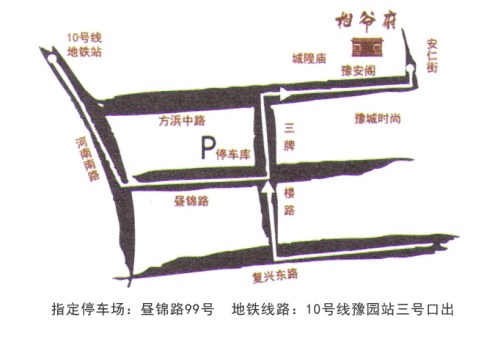 10号线
地铁站
相爷府
城隍庙
豫安阁
安仁街
方浜中路
豫城时尚
三牌楼路
P
停车库
河南南路
昼锦路
复兴东路
指定停车场：昼锦路99号 地铁线路：10号线豫园站三号口出